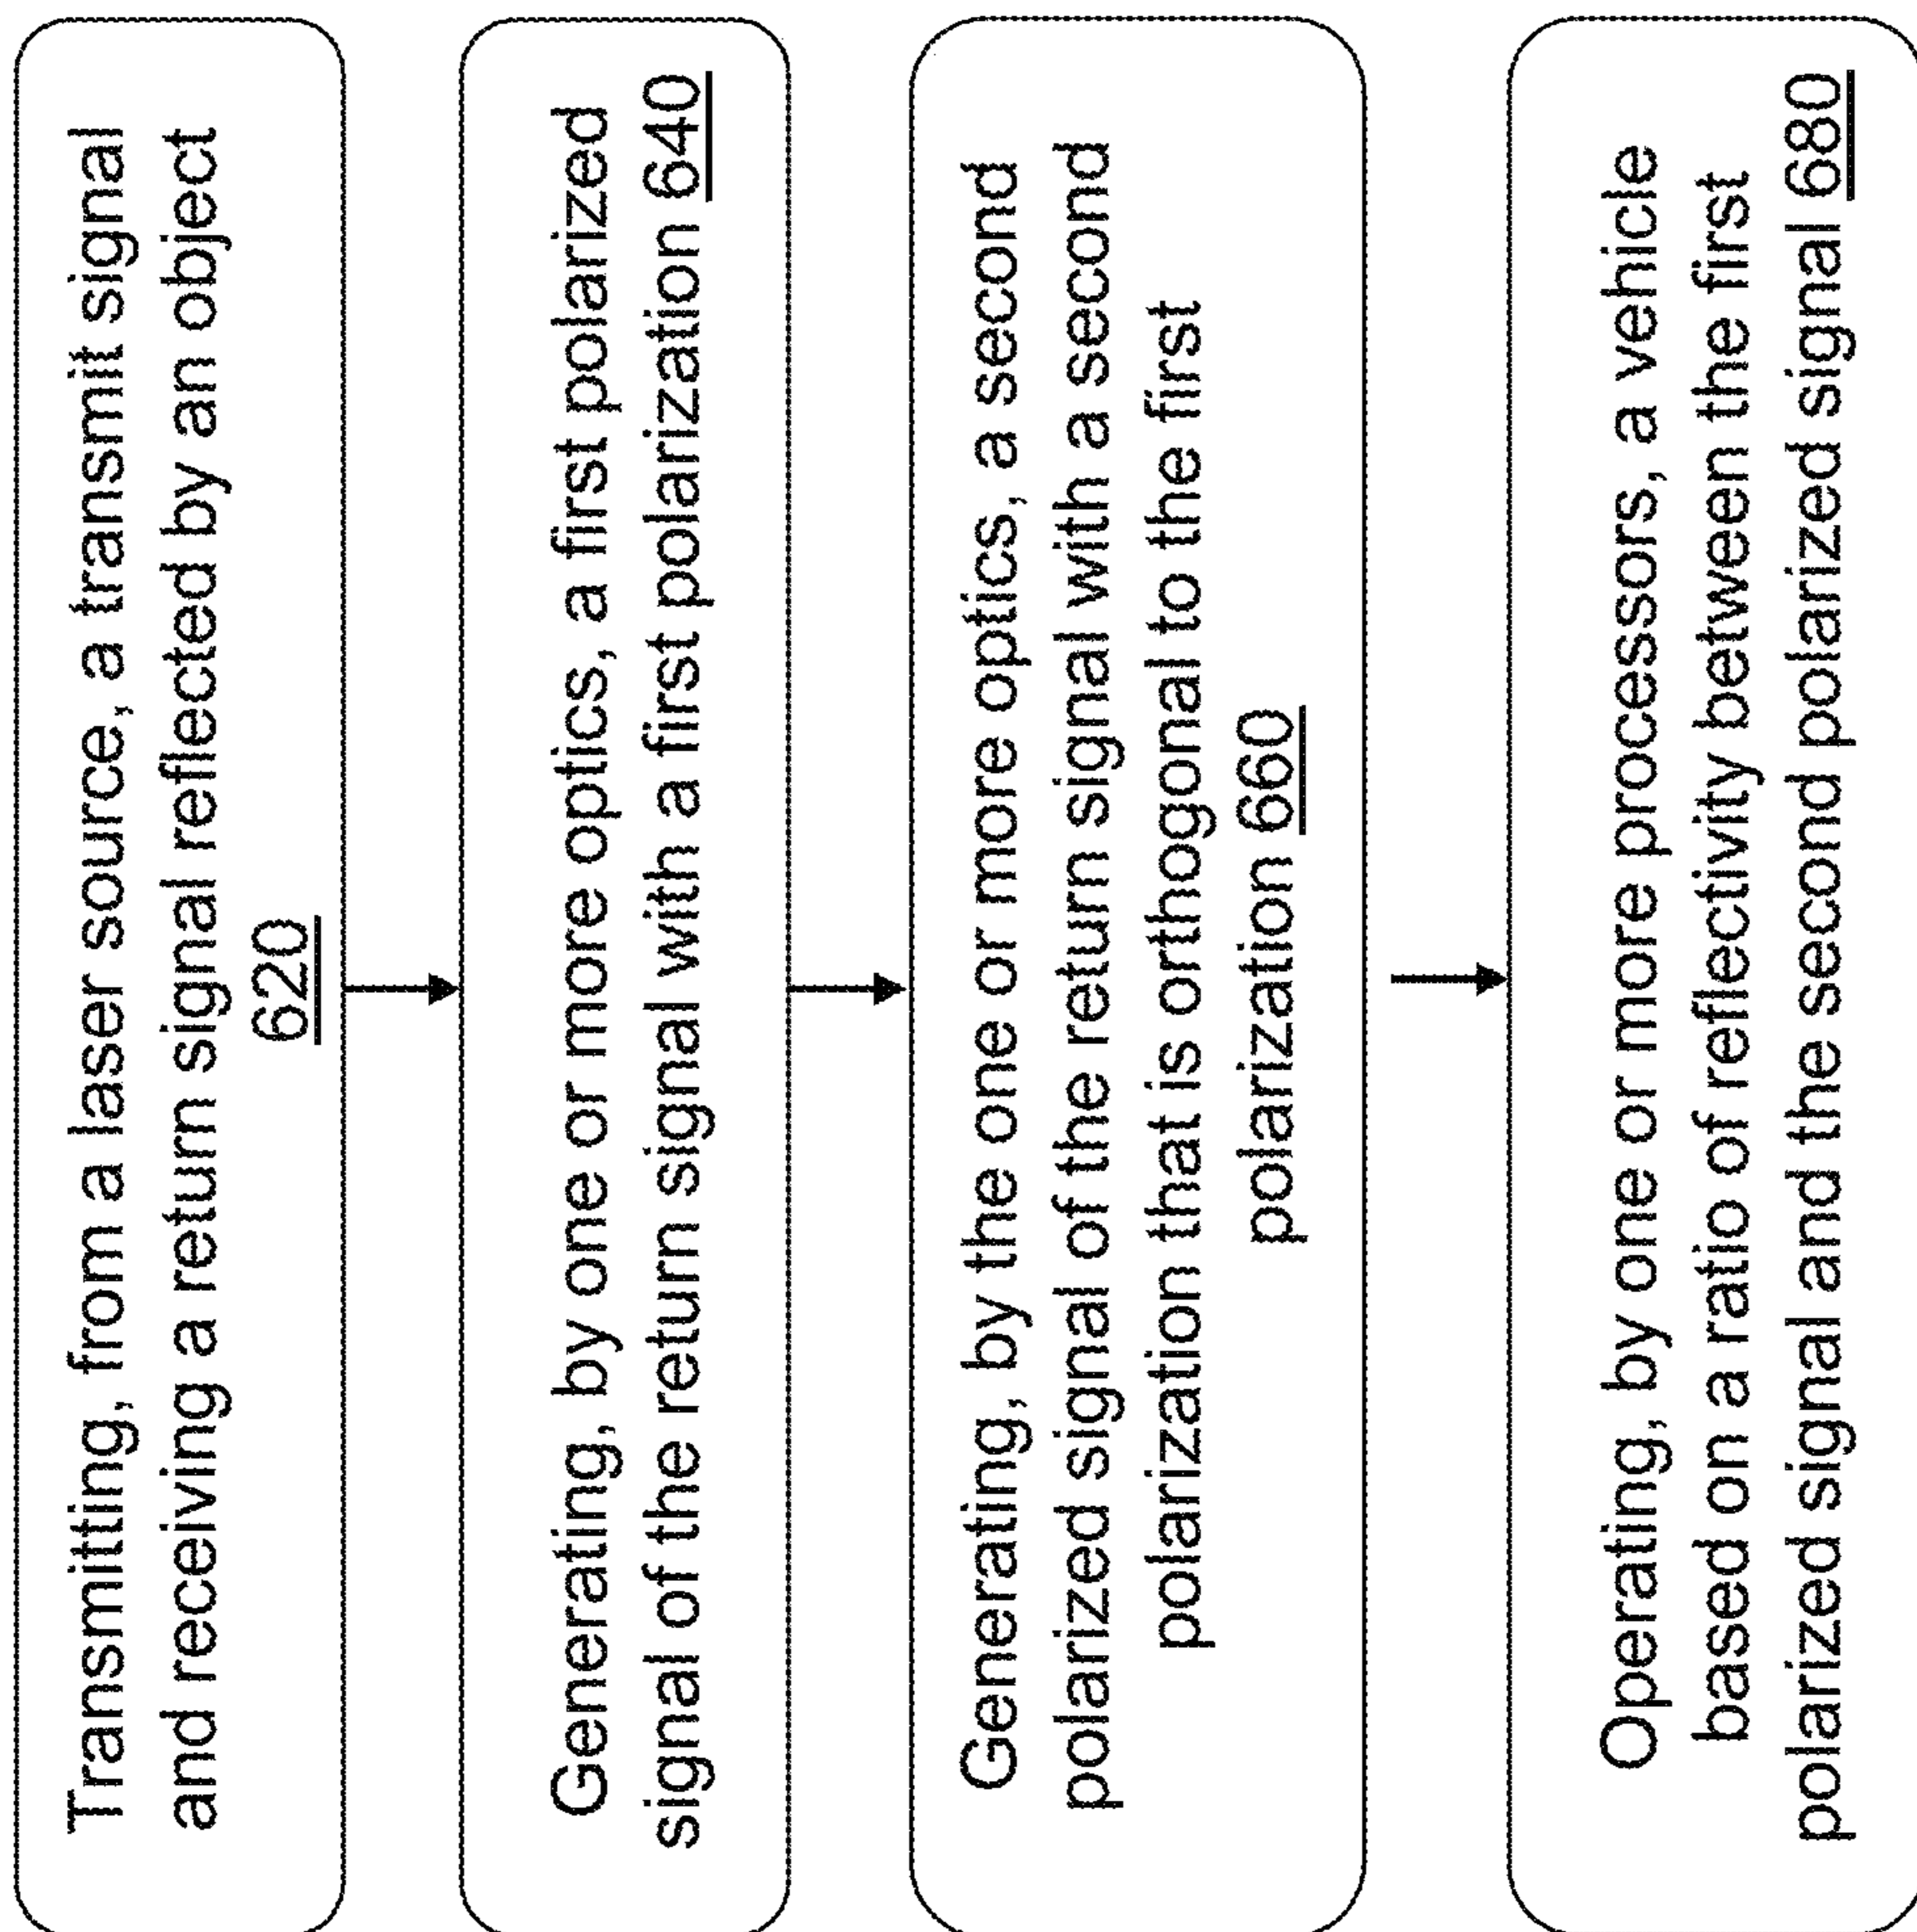 Transmitting, from a laser source, a transmit signal
and receiving a return signal reflected by an object
620
Generating, by one or more optics, a first polarized
signal of the return signal with a first polarization 640
Generating, by the one or more optics, a second
polarized signal of the return signal with a second
polarization that is orthogonal to the first
polarization 660
Operating, by one or more processors, a vehicle
based on a ratio of reflectivity between the first
polarized signal and the second polarized signal 680